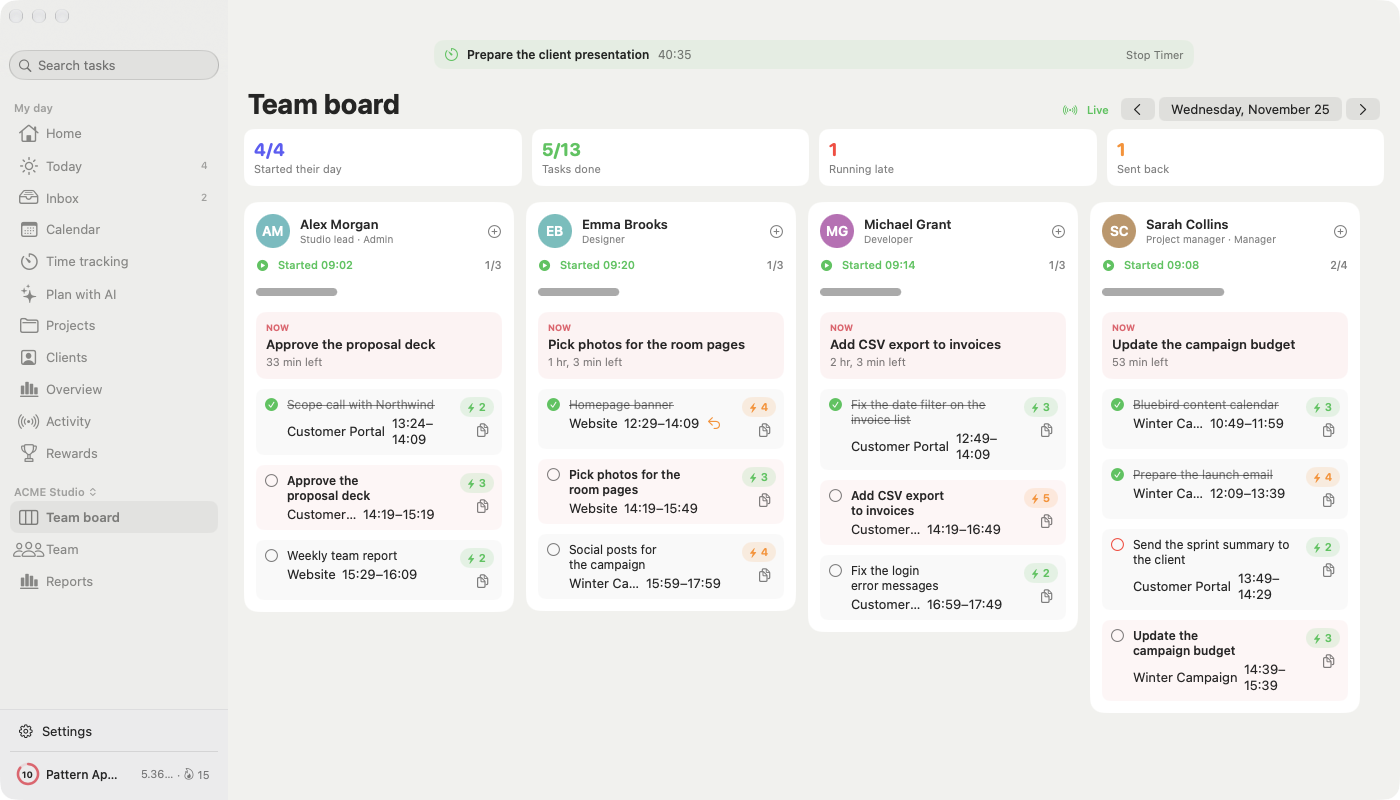 Search tasks
My day
Home
Today 4
Inbox 2
Calendar
Time tracking
Plan with AI
Projects
Clients
Overview
Activity
Rewards
ACME Studio
Team board
Team
Reports
Settings
10 Pattern Ap... 5.36... · 15
Prepare the client presentation 40:35 Stop Timer
Team board
Live
Wednesday, November 25
4/4
Started their day
5/13
Tasks done
1
Running late
1
Sent back
AM
Alex Morgan
Studio lead · Admin
Started 09:02 1/3
NOW
Approve the proposal deck
33 min left
Scope call with Northwind 2
Customer Portal 13:24–
14:09
Approve the 3
proposal deck
Customer... 14:19–15:19
Weekly team report 2
Website 15:29–16:09
EB
Emma Brooks
Designer
Started 09:20 1/3
NOW
Pick photos for the room pages
1 hr, 3 min left
Homepage banner 4
Website 12:29–14:09
Pick photos for the 3
room pages
Website 14:19–15:49
Social posts for 4
the campaign
Winter Ca... 15:59–17:59
MG
Michael Grant
Developer
Started 09:14 1/3
NOW
Add CSV export to invoices
2 hr, 3 min left
Fix the date filter on the 3
invoice list
Customer Portal 12:49–
14:09
Add CSV export 5
to invoices
Customer... 14:19–16:49
Fix the login 2
error messages
Customer... 16:59–17:49
SC
Sarah Collins
Project manager · Manager
Started 09:08 2/4
NOW
Update the campaign budget
53 min left
Bluebird content calendar 3
Winter Ca... 10:49–11:59
Prepare the launch email 4
Winter Ca... 12:09–13:39
Send the sprint summary to 2
the client
Customer Portal 13:49–
14:29
Update the 3
campaign budget
Winter Campaign 14:39–
15:39